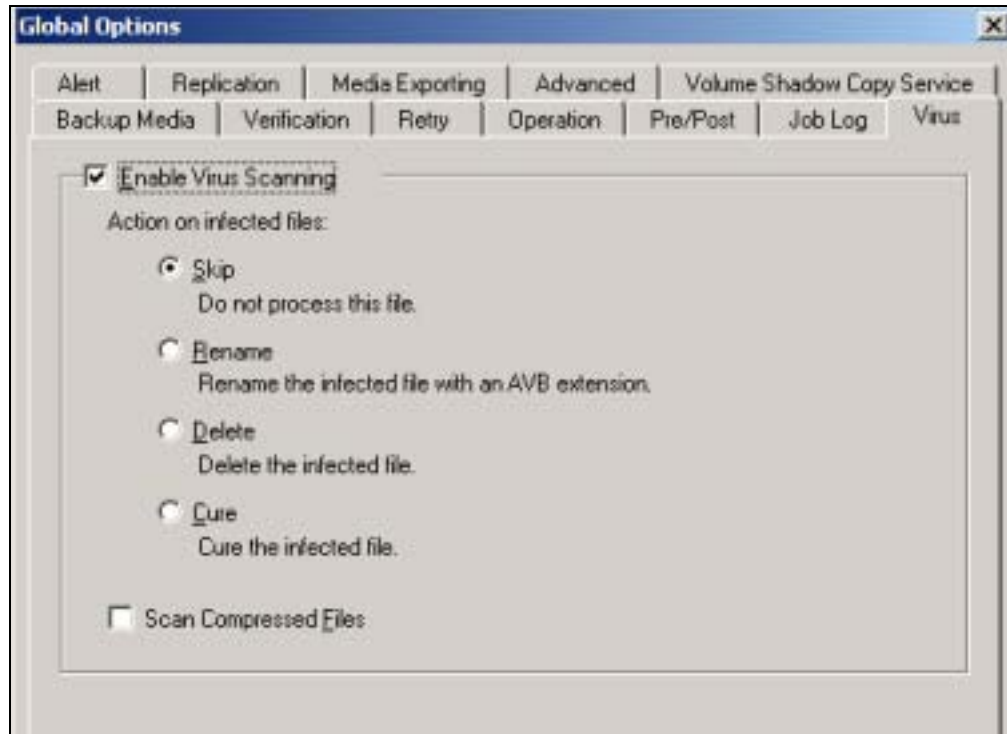 Global Options
Alert Replication Media Exporting Advanced Volume Shadow Copy Service
Backup Media Verification Retry Operation Pre/Post Job Log Virus
Enable Virus Scanning
Action on infected files:
Skip
Do not process this file.
Rename
Rename the infected file with an AVB extension.
Delete
Delete the infected file.
Cure
Cure the infected file.
Scan Compressed Files